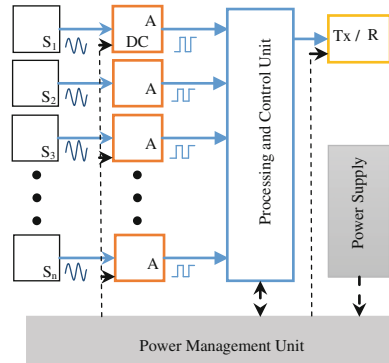 S1
A
DC
S2
A
S3
A
Sn
A
Processing and Control Unit
Tx / R
Power Supply
Power Management Unit